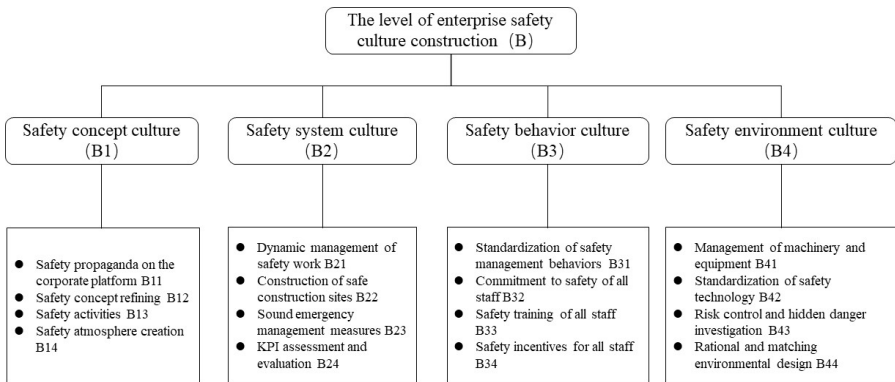 The level of enterprise safety
culture construction（B）
Safety concept culture
（B1）
Safety system culture
（B2）
Safety behavior culture
（B3）
Safety environment culture
（B4）
● Safety propaganda on the
corporate platform B11
● Safety concept refining B12
● Safety activities B13
● Safety atmosphere creation
B14
● Dynamic management of
safety work B21
● Construction of safe
construction sites B22
● Sound emergency
management measures B23
● KPI assessment and
evaluation B24
● Standardization of safety
management behaviors B31
● Commitment to safety of all
staff B32
● Safety training of all staff
B33
● Safety incentives for all staff
B34
● Management of machinery and
equipment B41
● Standardization of safety
technology B42
● Risk control and hidden danger
investigation B43
● Rational and matching
environmental design B44